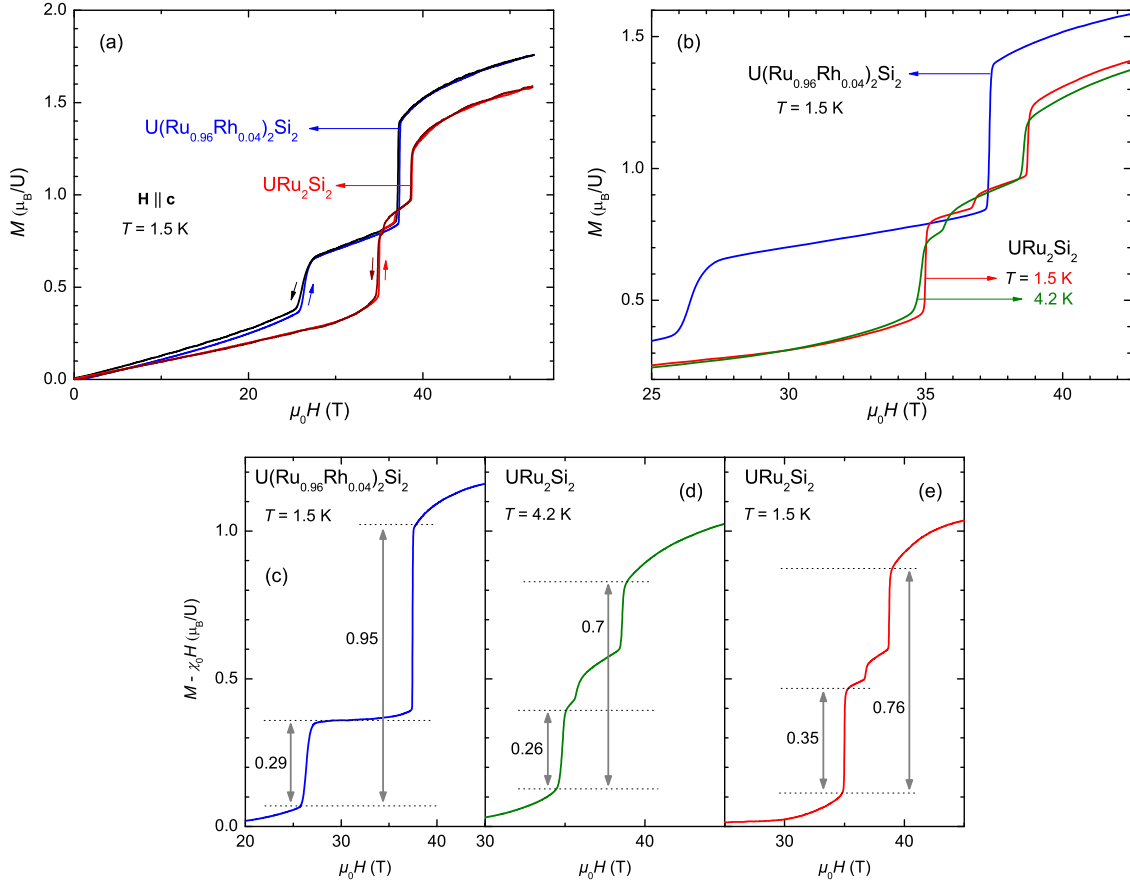 (a)
U(Ru0.96Rh0.04)2Si2
URu2Si2
H || c
T = 1.5 K
M (μB/U)
0.0
0.5
1.0
1.5
2.0
0
20
40
μ0H (T)
(b)
U(Ru0.96Rh0.04)2Si2
T = 1.5 K
URu2Si2
T = 1.5 K
4.2 K
M (μB/U)
0.5
1.0
1.5
25
30
35
40
μ0H (T)
U(Ru0.96Rh0.04)2Si2
T = 1.5 K
(c)
0.95
0.29
M - χ0H (μB/U)
0.0
0.5
1.0
20
30
40
μ0H (T)
URu2Si2
(d)
T = 4.2 K
0.7
0.26
30
40
μ0H (T)
URu2Si2
(e)
T = 1.5 K
0.76
0.35
30
40
μ0H (T)